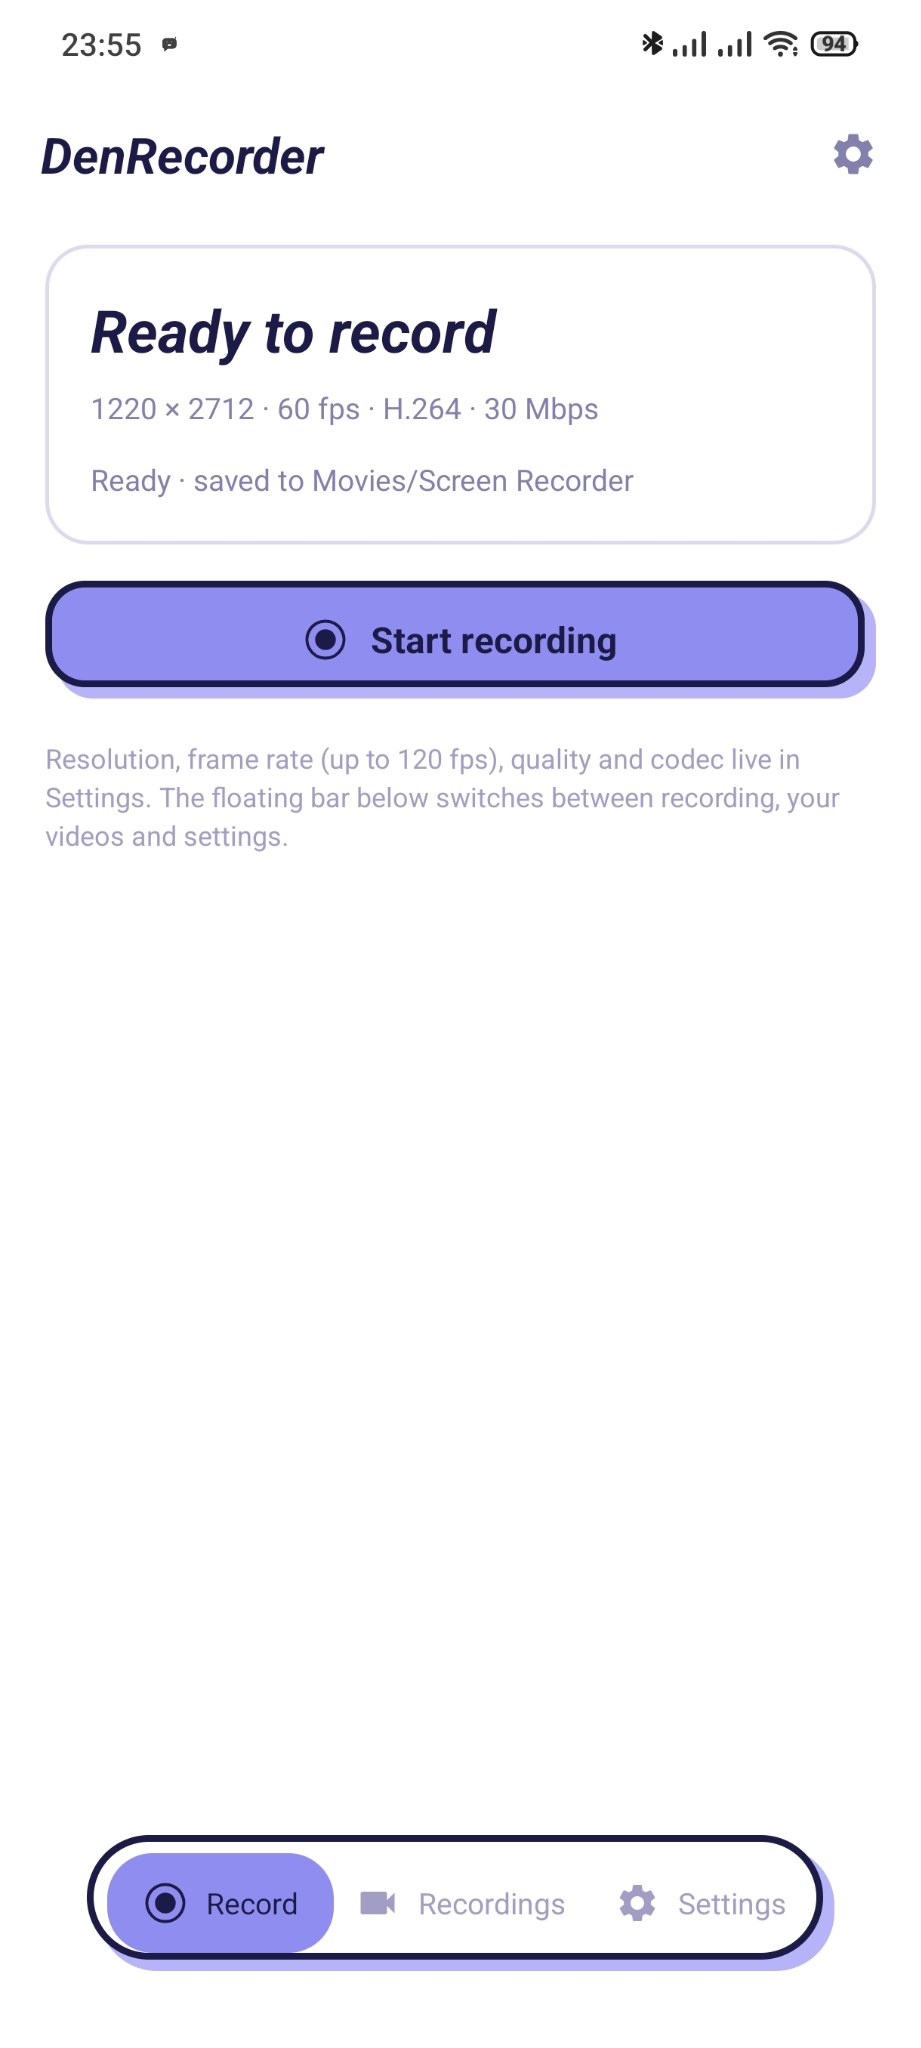 23:55
94
DenRecorder
Ready to record
1220 × 2712 · 60 fps · H.264 · 30 Mbps
Ready · saved to Movies/Screen Recorder
Start recording
Resolution, frame rate (up to 120 fps), quality and codec live in
Settings. The floating bar below switches between recording, your
videos and settings.
Record
Recordings
Settings